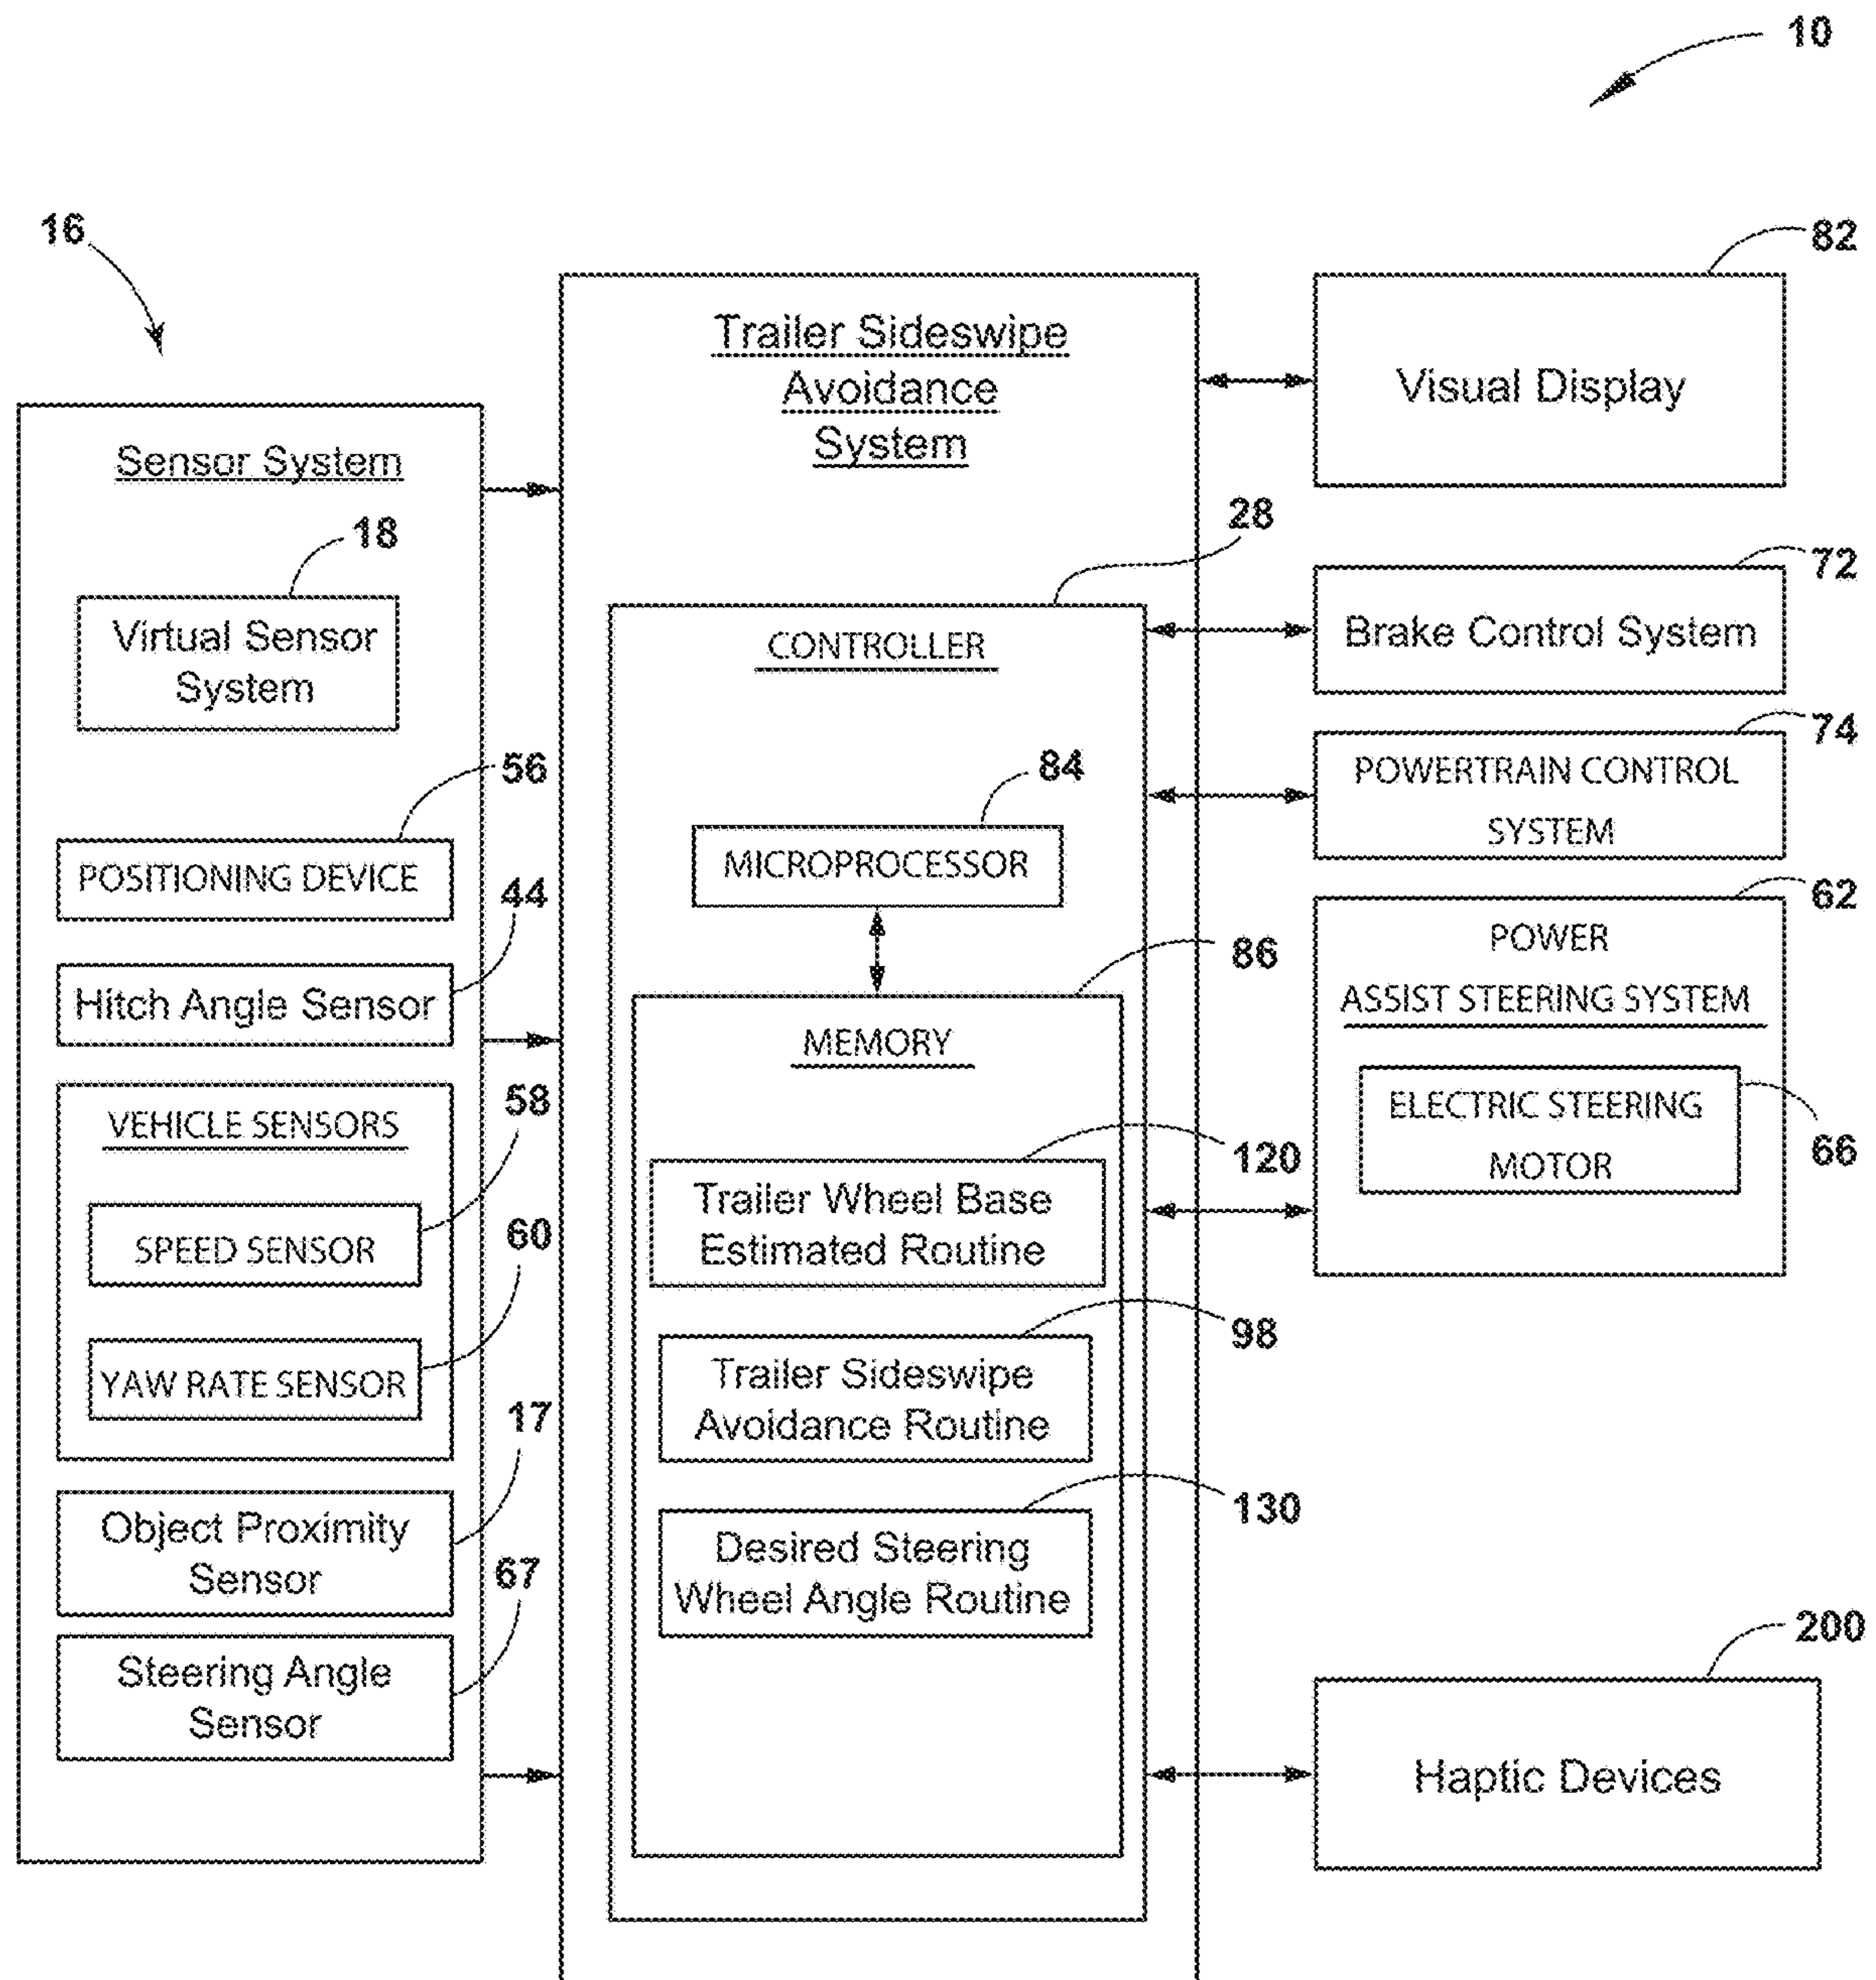 10
16
Sensor System
18
Virtual Sensor
System
56
POSITIONING DEVICE
44
Hitch Angle Sensor
58
VEHICLE SENSORS
SPEED SENSOR
60
YAW RATE SENSOR
17
Object Proximity
Sensor
67
Steering Angle
Sensor
Trailer Sideswipe
Avoidance
System
28
CONTROLLER
84
MICROPROCESSOR
86
MEMORY
120
Trailer Wheel Base
Estimated Routine
98
Trailer Sideswipe
Avoidance Routine
130
Desired Steering
Wheel Angle Routine
82
Visual Display
72
Brake Control System
74
POWERTRAIN CONTROL
SYSTEM
62
POWER
ASSIST STEERING SYSTEM
ELECTRIC STEERING
MOTOR
66
200
Haptic Devices